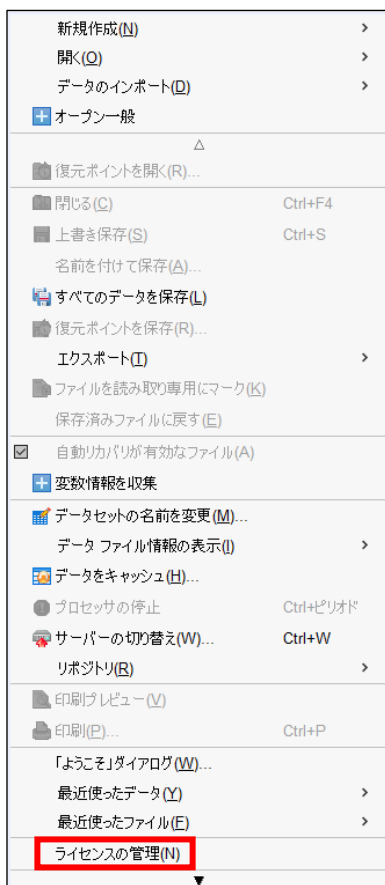 新規作成(N)
開く(O)
データのインポート(D)
オープン一般
復元ポイントを開く(R)...
閉じる(C) Ctrl+F4
上書き保存(S) Ctrl+S
名前を付けて保存(A)...
すべてのデータを保存(L)
復元ポイントを保存(R)...
エクスポート(T)
ファイルを読み取り専用にマーク(K)
保存済みファイルに戻す(E)
自動リカバリが有効なファイル(A)
変数情報を収集
データセットの名前を変更(M)...
データ ファイル情報の表示(I)
データをキャッシュ(H)...
プロセッサの停止 Ctrl+ピリオド
サーバーの切り替え(W)... Ctrl+W
リポジトリ(R)
印刷プレビュー(V)
印刷(P)... Ctrl+P
「ようこそ」ダイアログ(W)...
最近使ったデータ(Y)
最近使ったファイル(F)
ライセンスの管理(N)